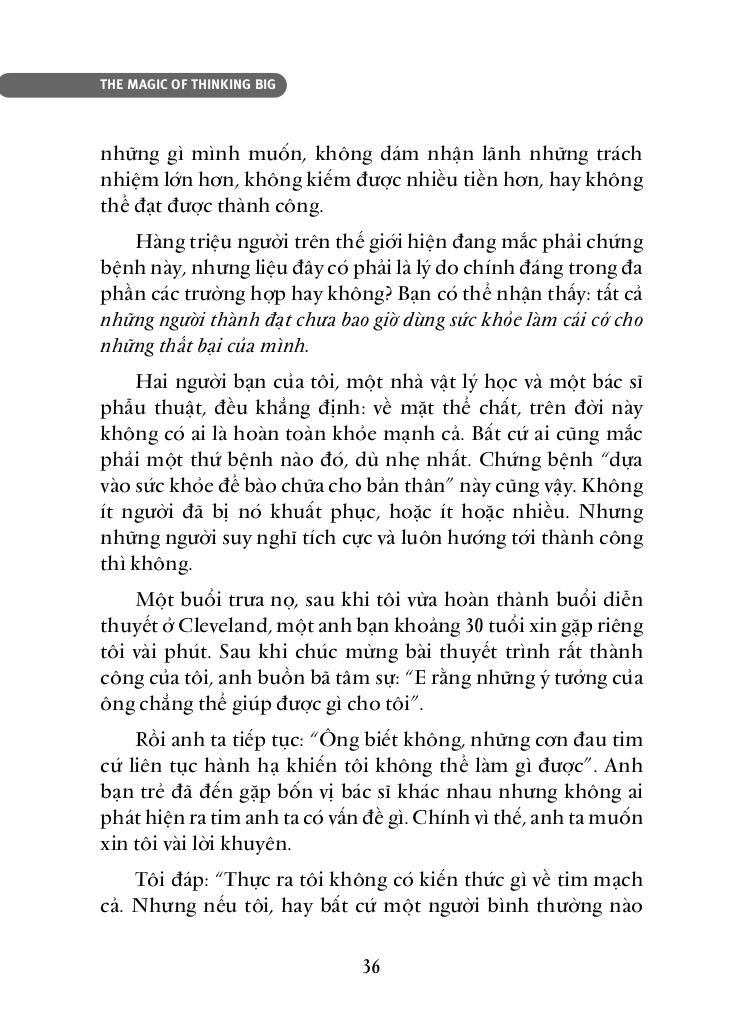 THE MAGIC OF THINKING BIG
những gì mình muốn, không dám nhận lãnh những trách
nhiệm lớn hơn, không kiếm được nhiều tiền hơn, hay không
thể đạt được thành công.
Hàng triệu người trên thế giới hiện đang mắc phải chứng
bệnh này, nhưng liệu đây có phải là lý do chính đáng trong đa
phần các trường hợp hay không? Bạn có thể nhận thấy: tất cả
những người thành đạt chưa bao giờ dùng sức khỏe làm cái cớ cho
những thất bại của mình.
Hai người bạn của tôi, một nhà vật lý học và một bác sĩ
phẫu thuật, đều khẳng định: về mặt thể chất, trên đời này
không có ai là hoàn toàn khỏe mạnh cả. Bất cứ ai cũng mắc
phải một thứ bệnh nào đó, dù nhẹ nhất. Chứng bệnh “dựa
vào sức khỏe để bào chữa cho bản thân” này cũng vậy. Không
ít người đã bị nó khuất phục, hoặc ít hoặc nhiều. Nhưng
những người suy nghĩ tích cực và luôn hướng tới thành công
thì không.
Một buổi trưa nọ, sau khi tôi vừa hoàn thành buổi diễn
thuyết ở Cleveland, một anh bạn khoảng 30 tuổi xin gặp riêng
tôi vài phút. Sau khi chúc mừng bài thuyết trình rất thành
công của tôi, anh buồn bã tâm sự: “E rằng những ý tưởng của
ông chẳng thể giúp được gì cho tôi”.
Rồi anh ta tiếp tục: “Ông biết không, những cơn đau tim
cứ liên tục hành hạ khiến tôi không thể làm gì được”. Anh
bạn trẻ đã đến gặp bốn vị bác sĩ khác nhau nhưng không ai
phát hiện ra tim anh ta có vấn đề gì. Chính vì thế, anh ta muốn
xin tôi vài lời khuyên.
Tôi đáp: “Thực ra tôi không có kiến thức gì về tim mạch
cả. Nhưng nếu tôi, hay bất cứ một người bình thường nào
36